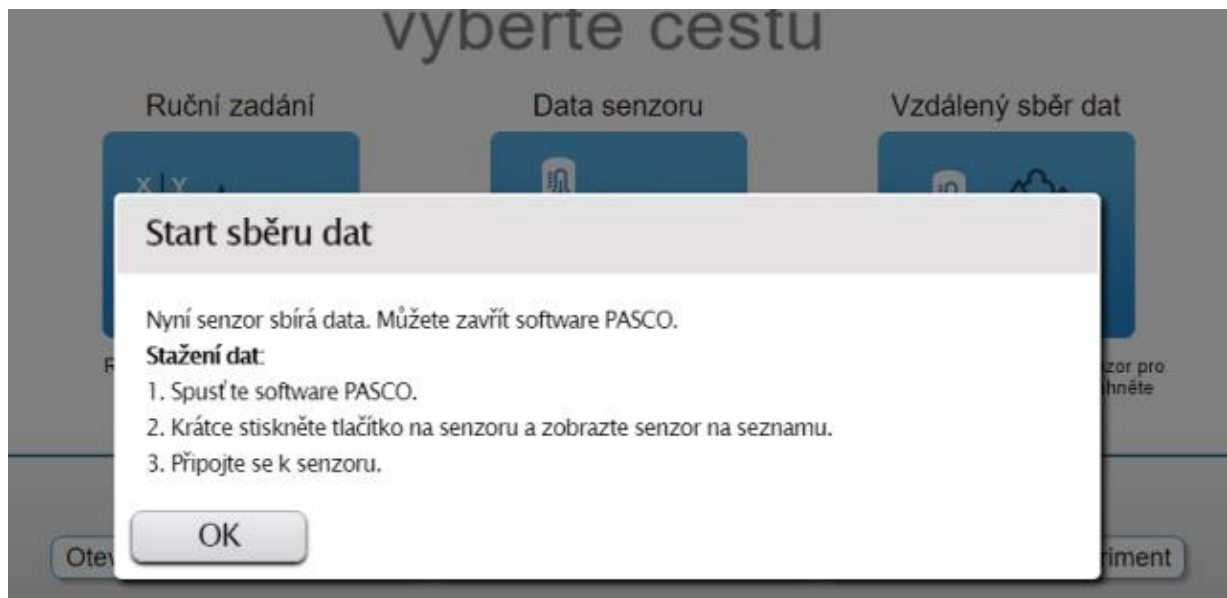 vyberte cestu
Ruční zadání
Data senzoru
Vzdálený sběr dat
X Y
Start sběru dat
Nyní senzor sbírá data. Můžete zavřít software PASCO.
Stažení dat:
1. Spusťte software PASCO.
2. Krátce stiskněte tlačítko na senzoru a zobrazte senzor na seznamu.
3. Připojte se k senzoru.
OK